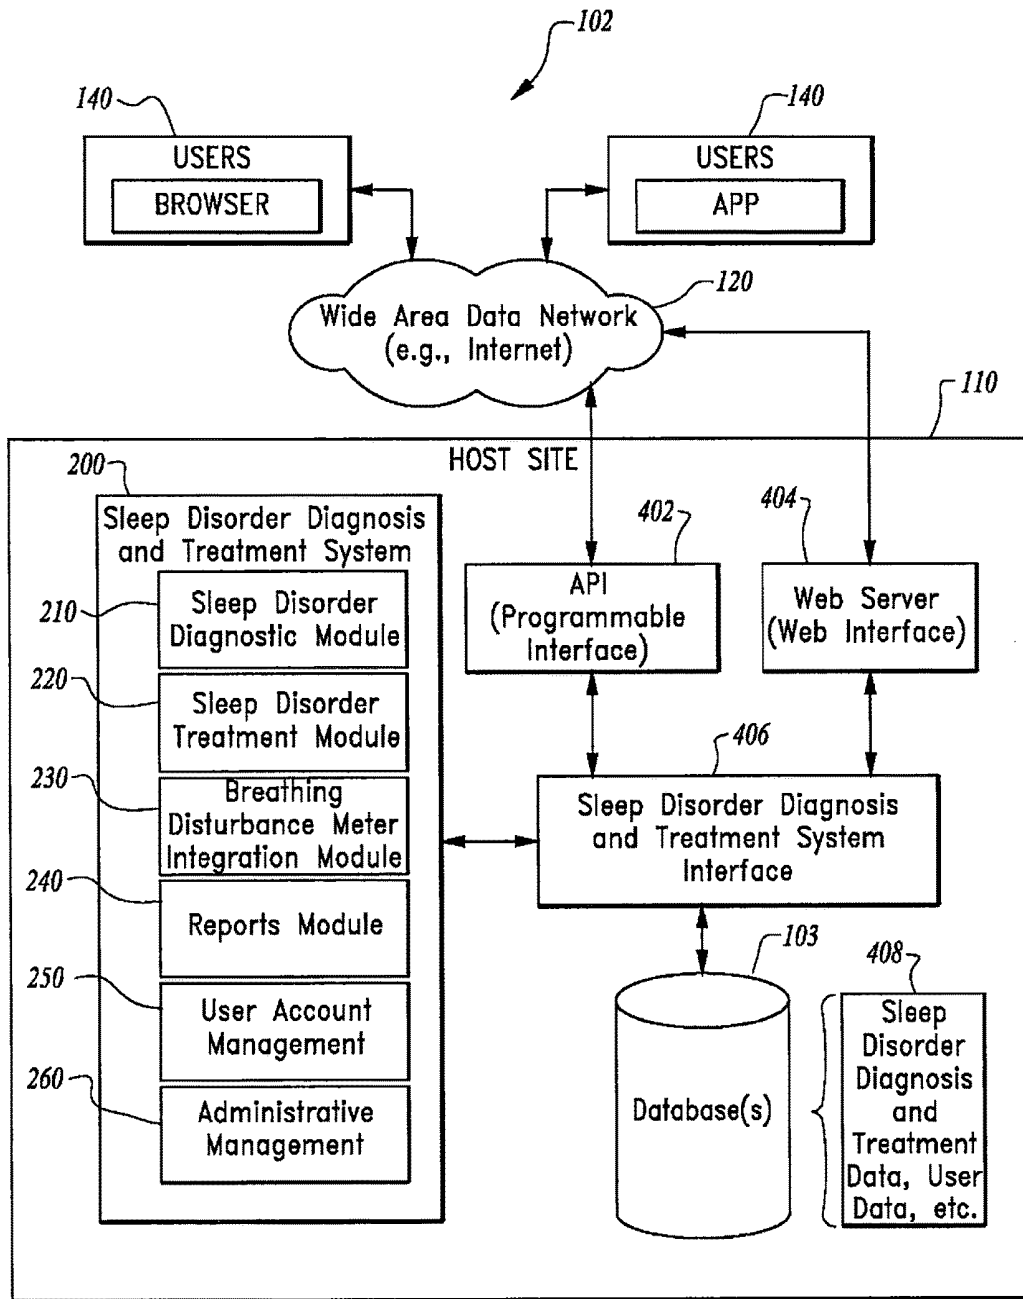 102
140
140
USERS
BROWSER
USERS
APP
120
Wide Area Data Network
(e.g., Internet)
110
HOST SITE
200
Sleep Disorder Diagnosis
and Treatment System
210
Sleep Disorder
Diagnostic Module
220
Sleep Disorder
Treatment Module
230
Breathing
Disturbance Meter
Integration Module
240
Reports Module
250
User Account
Management
260
Administrative
Management
402
API
(Programmable
Interface)
404
Web Server
(Web Interface)
406
Sleep Disorder Diagnosis
and Treatment System
Interface
103
Database(s)
408
Sleep
Disorder
Diagnosis
and
Treatment
Data, User
Data, etc.